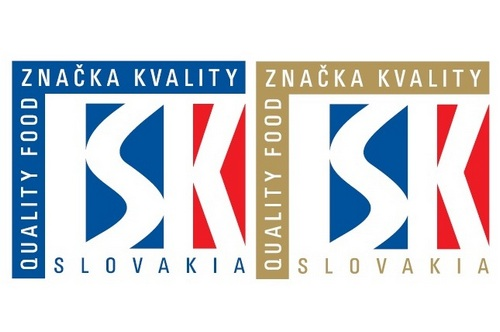 ZNAČKA KVALITY
QUALITY FOOD
SK
SLOVAKIA
ZNAČKA KVALITY
QUALITY FOOD
SK
SLOVAKIA